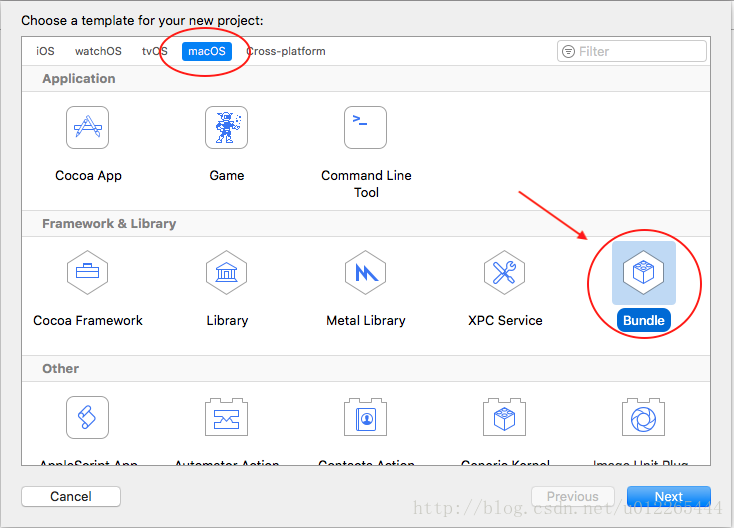 Choose a template for your new project:
iOS watchOS tvOS macOS Cross-platform Filter
Application
Cocoa App Game Command Line
Tool
Framework & Library
Cocoa Framework Library Metal Library XPC Service Bundle
Other
AppleScript App Automator Action Contacts Action Generic Kernel Image Unit Plug
Cancel Previous Next
http://blog.csdn.net/u012265444